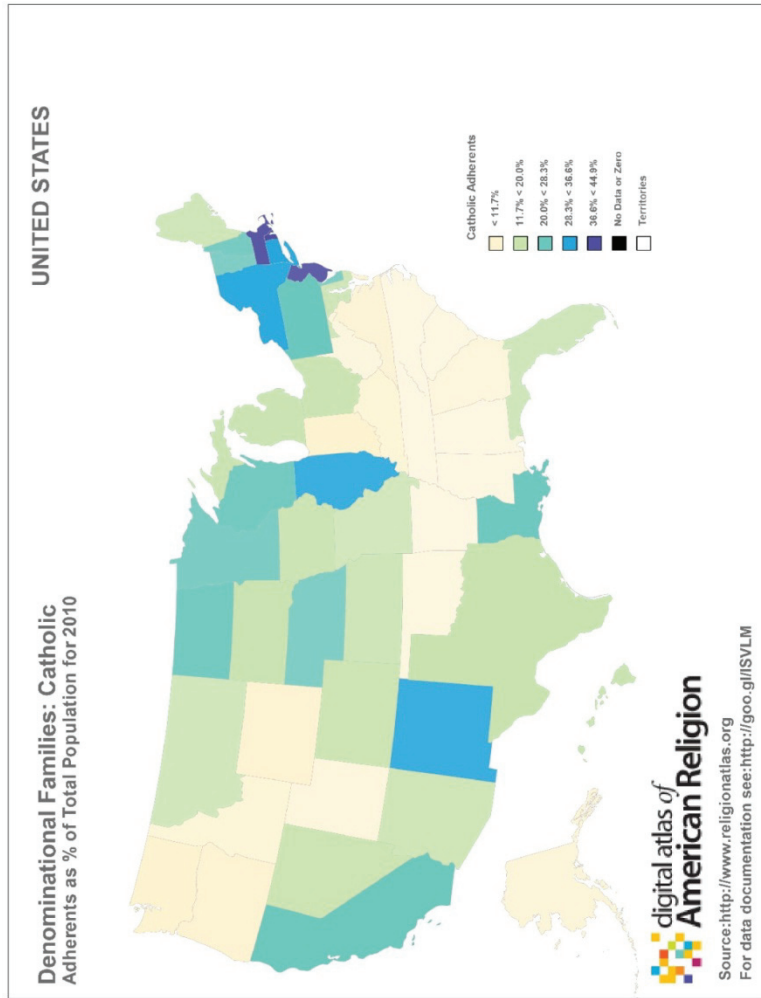 UNITED STATES
Denominational Families: Catholic
Adherents as % of Total Population for 2010
Catholic Adherents
< 11.7%
11.7% < 20.0%
20.0% < 28.3%
28.3% < 36.6%
36.6% < 44.9%
No Data or Zero
Territories
digital atlas of
American Religion
Source:http://www.religionatlas.org
For data documentation see:http://goo.gl/ISVLM